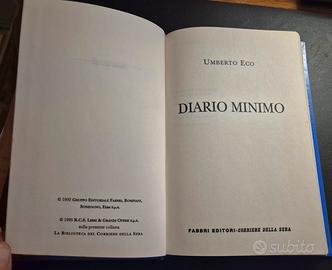 © 1992 GRUPPO EDITORIALE FABBRI, BOMPIANI,
SONZOGNO, ETAS S.p.A.
© 1995 R.C.S. LIBRI & GRANDI OPERE S.p.A.
sulla presente collana
LA BIBLIOTECA DEL CORRIERE DELLA SERA
UMBERTO ECO
DIARIO MINIMO
FABBRI EDITORI-CORRIERE DELLA SERA
subito